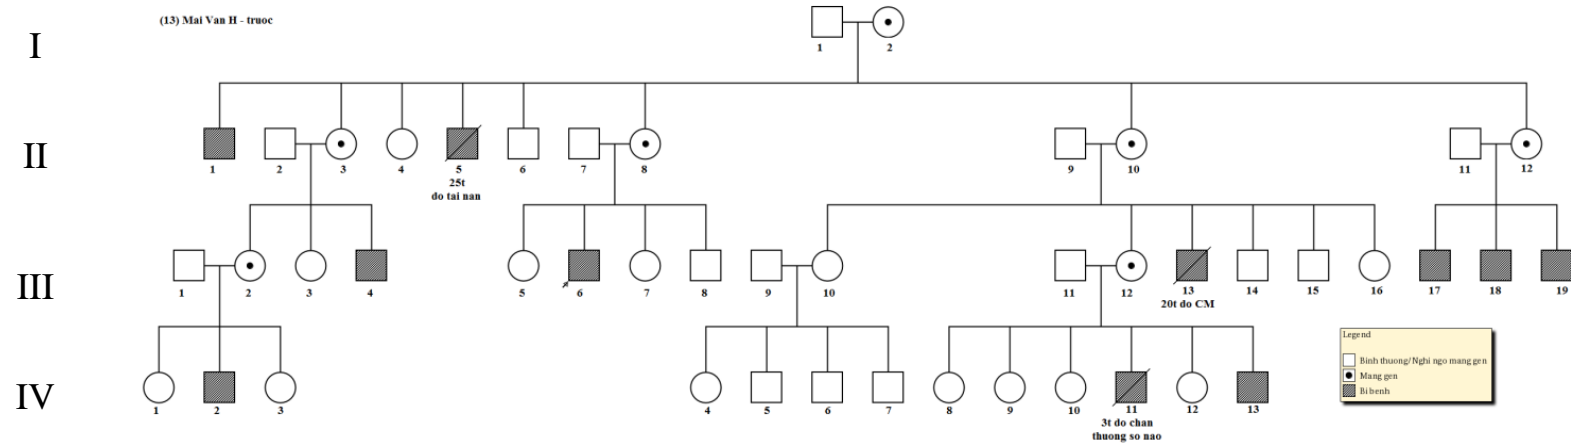 (13) Mai Van H - truoc
I
1 2
II
1 2 3 4 5 6 7 8 9 10 11 12
25t
do tai nan
III
1 2 3 4 5 6 7 8 9 10 11 12 13 14 15 16 17 18 19
20t do CM
Legend
Binh thuong/Nghi ngo mang gen
Mang gen
Bi benh
IV
1 2 3 4 5 6 7 8 9 10 11 12 13
3t do chan
thuong so nao